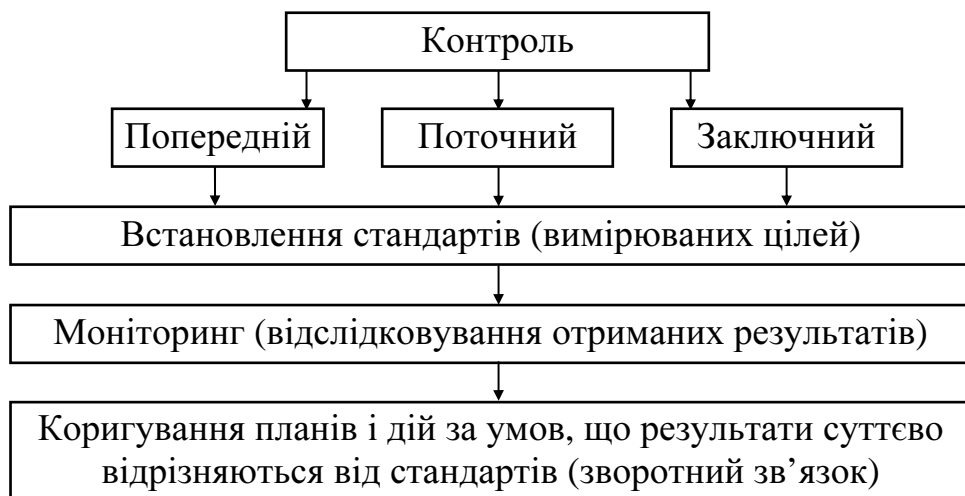 Контроль
Попередній
Поточний
Заключний
Встановлення стандартів (вимірюваних цілей)
Моніторинг (відслідковування отриманих результатів)
Коригування планів і дій за умов, що результати суттєво
відрізняються від стандартів (зворотний зв’язок)